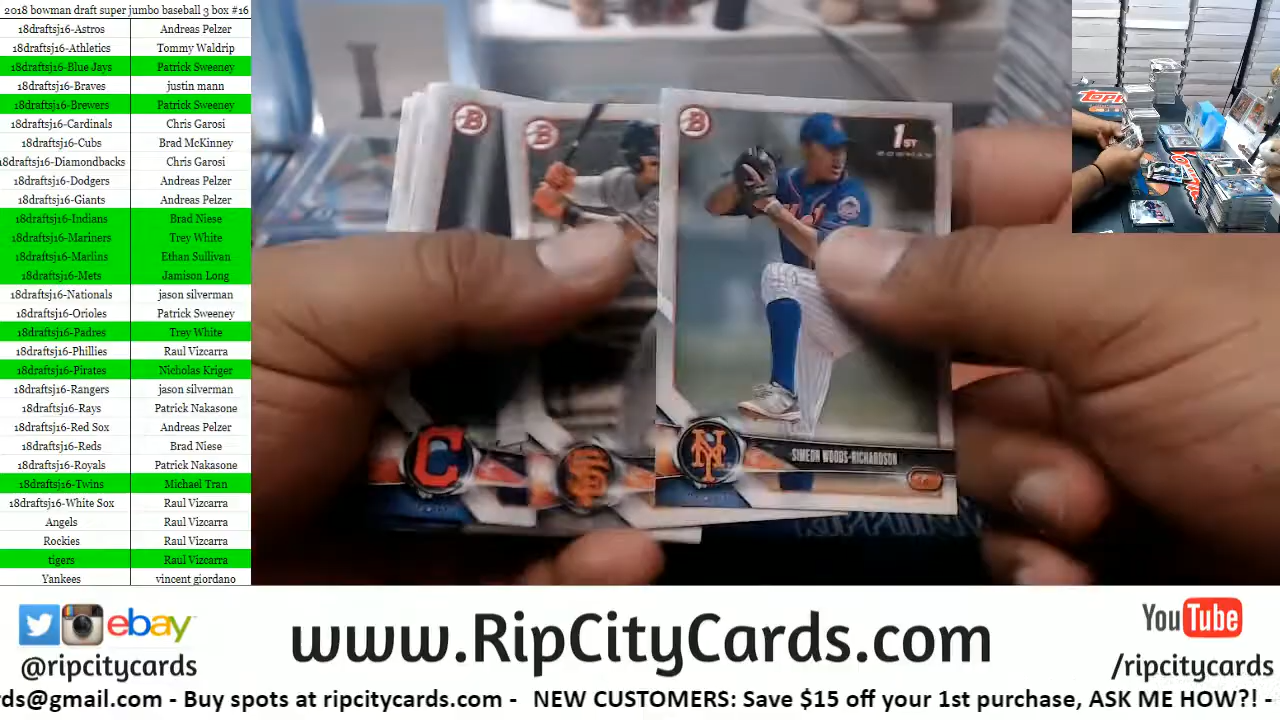 2018 bowman draft super jumbo baseball 3 box #16
18draftsj16-Astros Andreas Pelzer
18draftsj16-Athletics Tommy Waldrip
18draftsj16-Blue Jays Patrick Sweeney
18draftsj16-Braves justin mann
18draftsj16-Brewers Patrick Sweeney
18draftsj16-Cardinals Chris Garosi
18draftsj16-Cubs Brad McKinney
18draftsj16-Diamondbacks Chris Garosi
18draftsj16-Dodgers Andreas Pelzer
18draftsj16-Giants Andreas Pelzer
18draftsj16-Indians Brad Niese
18draftsj16-Mariners Trey White
18draftsj16-Marlins Ethan Sullivan
18draftsj16-Mets Jamison Long
18draftsj16-Nationals jason silverman
18draftsj16-Orioles Patrick Sweeney
18draftsj16-Padres Trey White
18draftsj16-Phillies Raul Vizcarra
18draftsj16-Pirates Nicholas Kriger
18draftsj16-Rangers jason silverman
18draftsj16-Rays Patrick Nakasone
18draftsj16-Red Sox Andreas Pelzer
18draftsj16-Reds Brad Niese
18draftsj16-Royals Patrick Nakasone
18draftsj16-Twins Michael Tran
18draftsj16-White Sox Raul Vizcarra
Angels Raul Vizcarra
Rockies Raul Vizcarra
tigers Raul Vizcarra
Yankees vincent giordano
B
B
B
1ST
BOWMAN
C
SF
NY
SIMEON WOODS-RICHARDSON
TOPPS
ebay
@ripcitycards
www.RipCityCards.com
YouTube
/ripcitycards
rds@gmail.com - Buy spots at ripcitycards.com - NEW CUSTOMERS: Save $15 off your 1st purchase, ASK ME HOW?! -